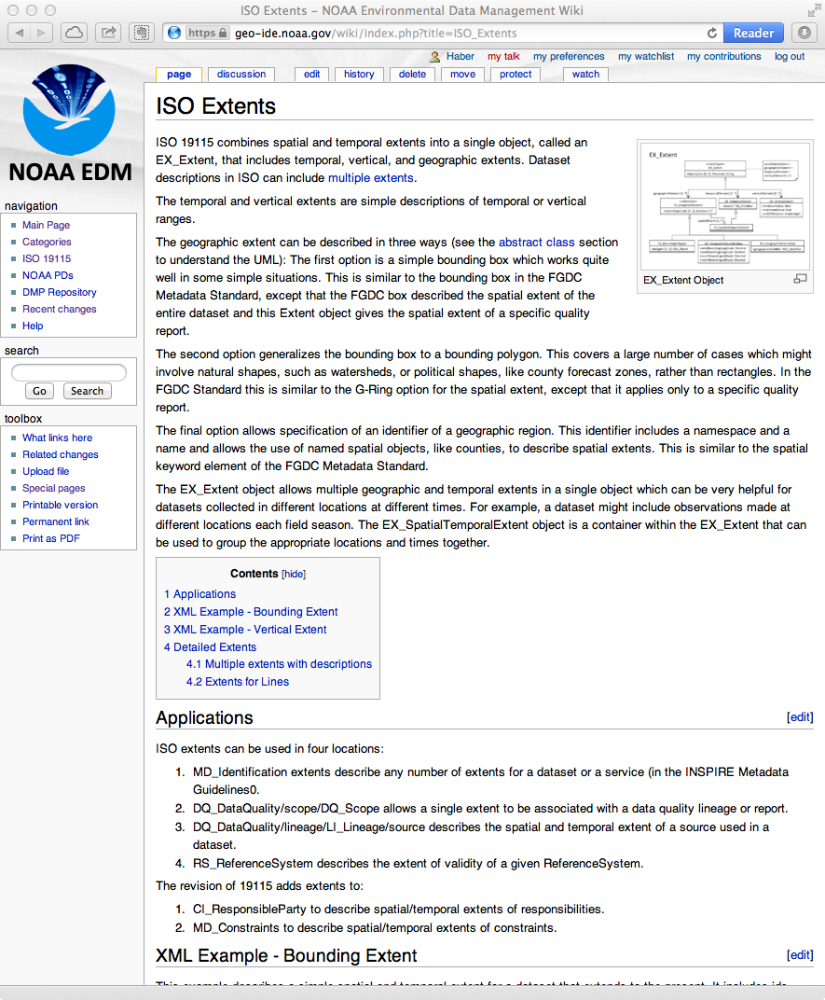 ISO Extents – NOAA Environmental Data Management Wiki
https geo-ide.noaa.gov/wiki/index.php?title=ISO_Extents Reader
Haber my talk my preferences my watchlist my contributions log out
page discussion edit history delete move protect watch
NOAA EDM
navigation
Main Page
Categories
ISO 19115
NOAA PDs
DMP Repository
Recent changes
Help
search
Go Search
toolbox
What links here
Related changes
Upload file
Special pages
Printable version
Permanent link
Print as PDF
ISO Extents
ISO 19115 combines spatial and temporal extents into a single object, called an
EX_Extent, that includes temporal, vertical, and geographic extents. Dataset
descriptions in ISO can include multiple extents.
The temporal and vertical extents are simple descriptions of temporal or vertical
ranges.
The geographic extent can be described in three ways (see the abstract class section
to understand the UML): The first option is a simple bounding box which works quite
well in some simple situations. This is similar to the bounding box in the FGDC
Metadata Standard, except that the FGDC box described the spatial extent of the
entire dataset and this Extent object gives the spatial extent of a specific quality
report.
EX_Extent
EX_Extent Object
The second option generalizes the bounding box to a bounding polygon. This covers a large number of cases which might
involve natural shapes, such as watersheds, or political shapes, like county forecast zones, rather than rectangles. In the
FGDC Standard this is similar to the G-Ring option for the spatial extent, except that it applies only to a specific quality
report.
The final option allows specification of an identifier of a geographic region. This identifier includes a namespace and a
name and allows the use of named spatial objects, like counties, to describe spatial extents. This is similar to the spatial
keyword element of the FGDC Metadata Standard.
The EX_Extent object allows multiple geographic and temporal extents in a single object which can be very helpful for
datasets collected in different locations at different times. For example, a dataset might include observations made at
different locations each field season. The EX_SpatialTemporalExtent object is a container within the EX_Extent that can
be used to group the appropriate locations and times together.
Contents [hide]
1 Applications
2 XML Example - Bounding Extent
3 XML Example - Vertical Extent
4 Detailed Extents
4.1 Multiple extents with descriptions
4.2 Extents for Lines
Applications [edit]
ISO extents can be used in four locations:
1. MD_Identification extents describe any number of extents for a dataset or a service (in the INSPIRE Metadata
Guidelines0.
2. DQ_DataQuality/scope/DQ_Scope allows a single extent to be associated with a data quality lineage or report.
3. DQ_DataQuality/lineage/LI_Lineage/source describes the spatial and temporal extent of a source used in a
dataset.
4. RS_ReferenceSystem describes the extent of validity of a given ReferenceSystem.
The revision of 19115 adds extents to:
1. CI_ResponsibleParty to describe spatial/temporal extents of responsibilities.
2. MD_Constraints to describe spatial/temporal extents of constraints.
XML Example - Bounding Extent [edit]